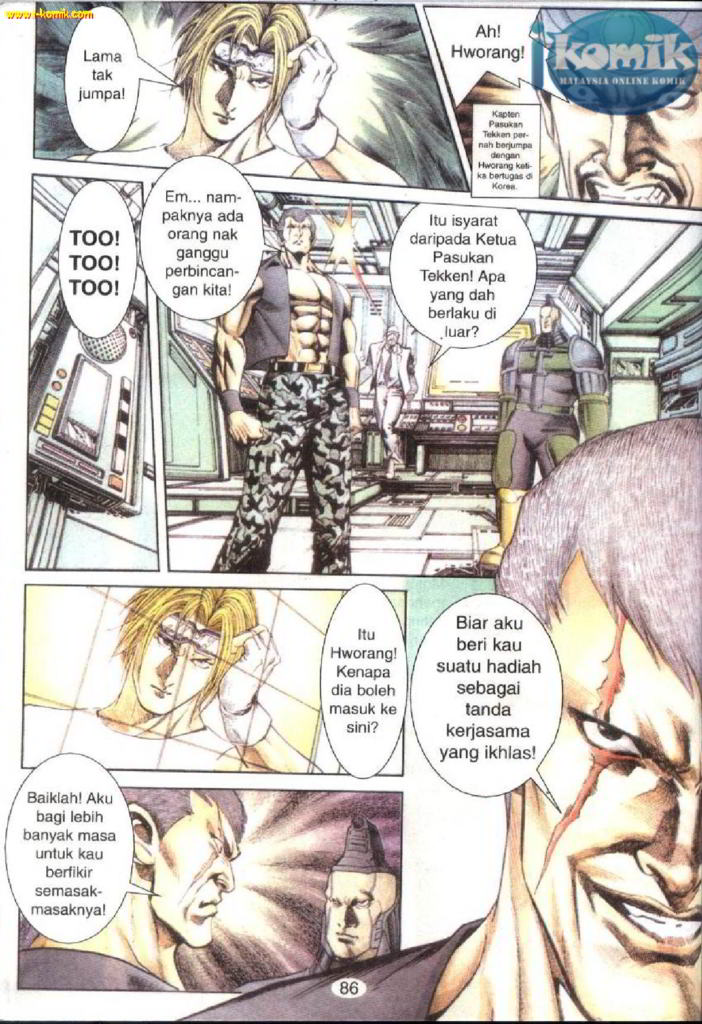 www.i-komik.com
Lama
tak
jumpa!
Ah!
Hworang!
komik
MALAYSIA ONLINE KOMIK
Kapten
Pasukan
Tekken per-
nah berjumpa
dengan
Hworang keti-
ka bertugas di
Korea.
TOO!
TOO!
TOO!
Em... nam-
paknya ada
orang nak
ganggu
perbincan-
gan kita!
Itu isyarat
daripada Ketua
Pasukan
Tekken! Apa
yang dah
berlaku di
luar?
Itu
Hworang!
Kenapa
dia boleh
masuk ke
sini?
Biar aku
beri kau
suatu hadiah
sebagai
tanda
kerjasama
yang ikhlas!
Baiklah! Aku
bagi lebih
banyak masa
untuk kau
berfikir
semasak-
masaknya!
86